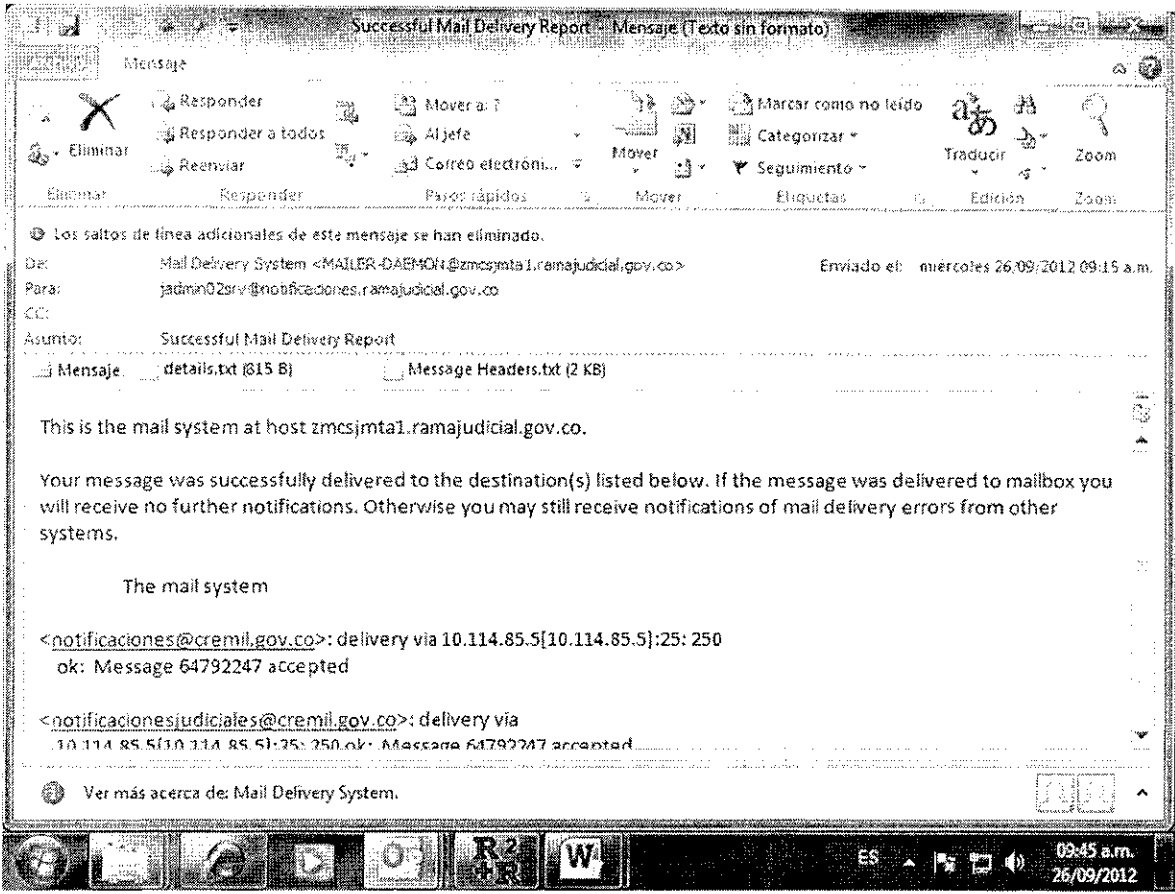 Successful Mail Delivery Report - Mensaje (Texto sin formato)
Mensaje
Eliminar
Responder
Responder a todos
Reenviar
Mover a: ?
Al jefe
Correo electróni...
Mover
Marcar como no leído
Categorizar
Seguimiento
Traducir
Zoom
Eliminar
Responder
Pasos rápidos
Mover
Etiquetas
Edición
Zoom
Los saltos de línea adicionales de este mensaje se han eliminado.
De: Mail Delivery System <MAILER-DAEMON@zmcsjmta1.ramajudicial.gov.co>
Enviado el: miércoles 26/09/2012 09:15 a.m.
Para: jadmin02srv@notificaciones.ramajudicial.gov.co
CC:
Asunto: Successful Mail Delivery Report
Mensaje details.txt (815 B) Message Headers.txt (2 KB)
This is the mail system at host zmcsjmta1.ramajudicial.gov.co.
Your message was successfully delivered to the destination(s) listed below. If the message was delivered to mailbox you
will receive no further notifications. Otherwise you may still receive notifications of mail delivery errors from other
systems.
The mail system
<notificaciones@cremil.gov.co>: delivery via 10.114.85.5[10.114.85.5]:25: 250
ok: Message 64792247 accepted
<notificacionesjudiciales@cremil.gov.co>: delivery via
10.114.85.5[10.114.85.5]:25: 250 ok: Message 64792247 accepted
Ver más acerca de: Mail Delivery System.
ES
09:45 a.m.
26/09/2012